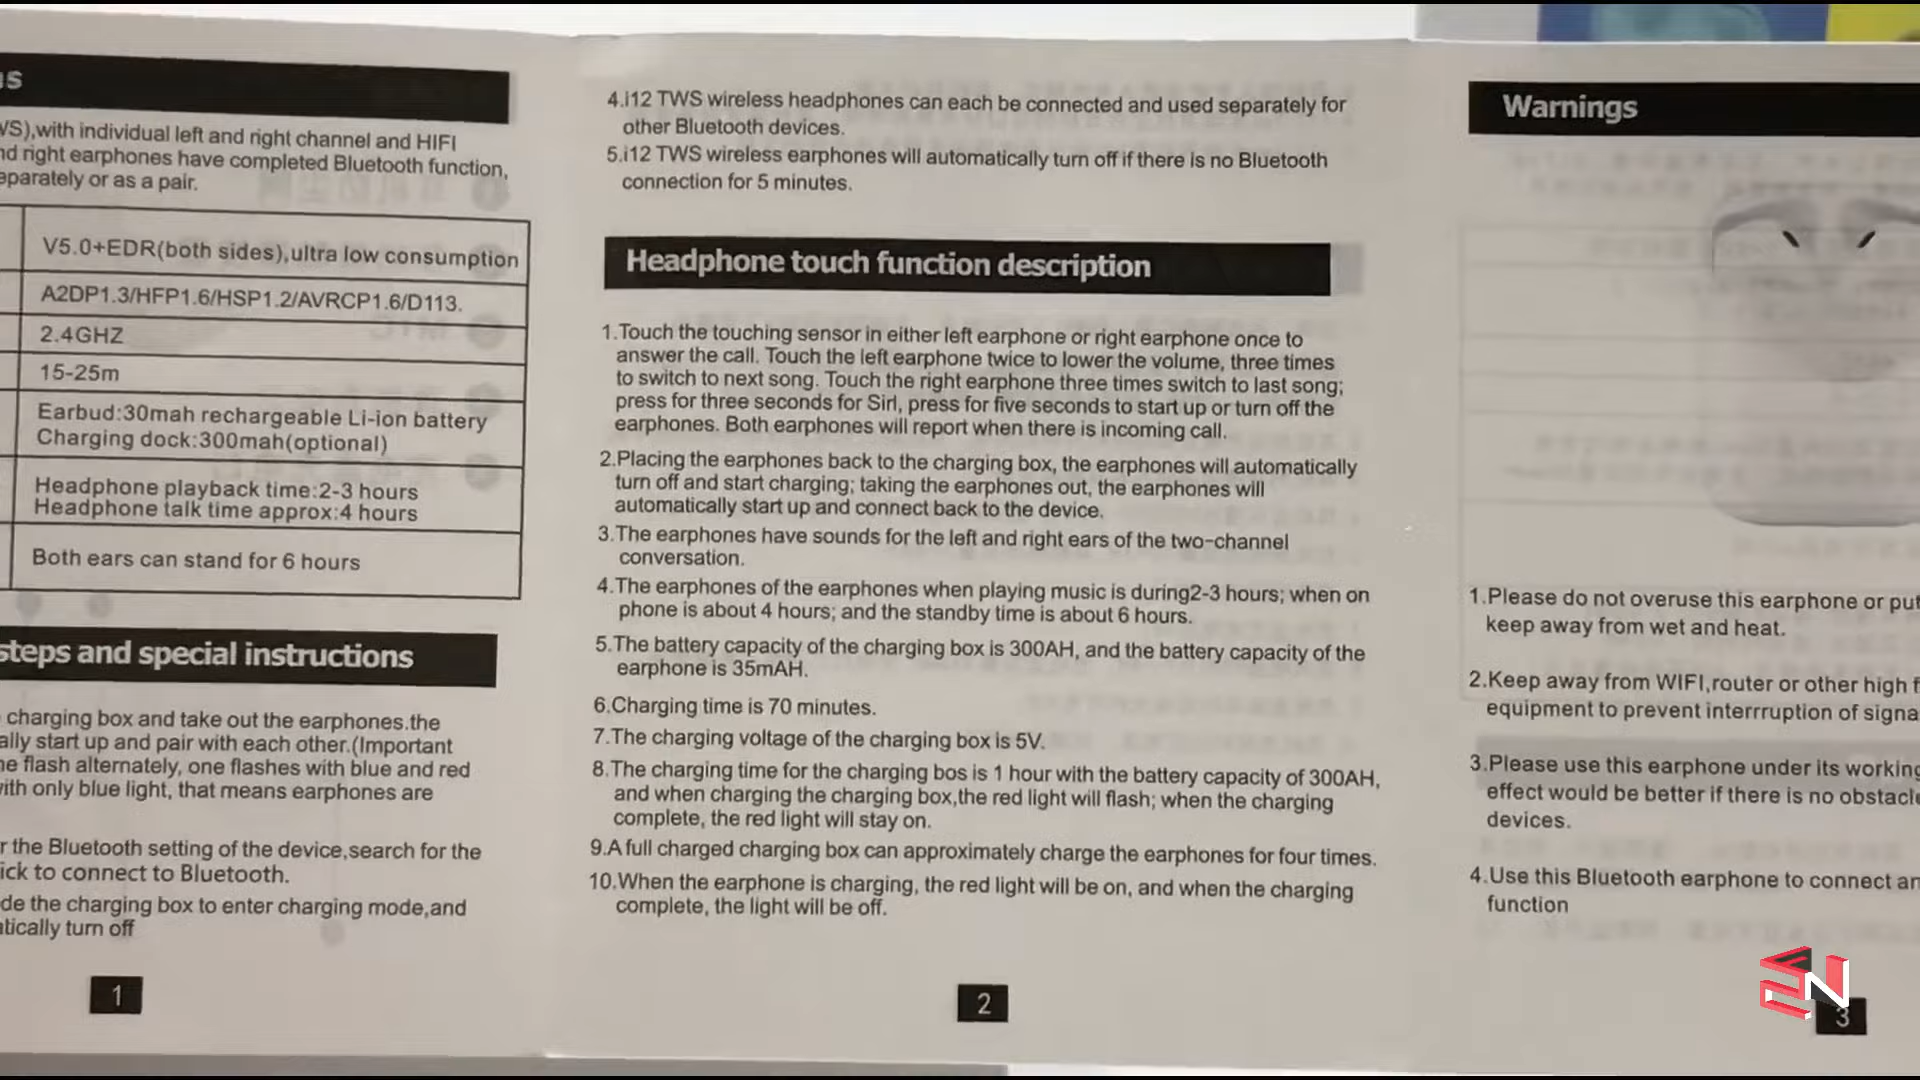 ns
WS),with individual left and right channel and HIFI
nd right earphones have completed Bluetooth function,
eparately or as a pair.
V5.0+EDR(both sides),ultra low consumption
A2DP1.3/HFP1.6/HSP1.2/AVRCP1.6/D113.
2.4GHZ
15-25m
Earbud:30mah rechargeable Li-ion battery
Charging dock:300mah(optional)
Headphone playback time:2-3 hours
Headphone talk time approx:4 hours
Both ears can stand for 6 hours
steps and special instructions
charging box and take out the earphones.the
ally start up and pair with each other.(Important
ne flash alternately, one flashes with blue and red
with only blue light, that means earphones are
r the Bluetooth setting of the device,search for the
ick to connect to Bluetooth.
de the charging box to enter charging mode,and
atically turn off
1
4.i12 TWS wireless headphones can each be connected and used separately for
other Bluetooth devices.
5.i12 TWS wireless earphones will automatically turn off if there is no Bluetooth
connection for 5 minutes.
Headphone touch function description
1.Touch the touching sensor in either left earphone or right earphone once to
answer the call. Touch the left earphone twice to lower the volume, three times
to switch to next song. Touch the right earphone three times switch to last song;
press for three seconds for Sirl, press for five seconds to start up or turn off the
earphones. Both earphones will report when there is incoming call.
2.Placing the earphones back to the charging box, the earphones will automatically
turn off and start charging; taking the earphones out, the earphones will
automatically start up and connect back to the device.
3.The earphones have sounds for the left and right ears of the two-channel
conversation.
4.The earphones of the earphones when playing music is during2-3 hours; when on
phone is about 4 hours; and the standby time is about 6 hours.
5.The battery capacity of the charging box is 300AH, and the battery capacity of the
earphone is 35mAH.
6.Charging time is 70 minutes.
7.The charging voltage of the charging box is 5V.
8.The charging time for the charging bos is 1 hour with the battery capacity of 300AH,
and when charging the charging box,the red light will flash; when the charging
complete, the red light will stay on.
9.A full charged charging box can approximately charge the earphones for four times.
10.When the earphone is charging, the red light will be on, and when the charging
complete, the light will be off.
2
Warnings
1.Please do not overuse this earphone or put
keep away from wet and heat.
2.Keep away from WIFI,router or other high f
equipment to prevent interrruption of signa
3.Please use this earphone under its working
effect would be better if there is no obstacle
devices.
4.Use this Bluetooth earphone to connect an
function
EN
3